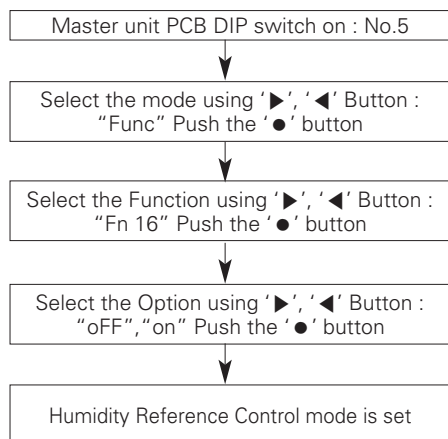 Master unit PCB DIP switch on : No.5
Select the mode using ‘▶’, ‘◀’ Button :
“Func” Push the ‘●’ button
Select the Function using ‘▶’, ‘◀’ Button :
“Fn 16” Push the ‘●’ button
Select the Option using ‘▶’, ‘◀’ Button :
“oFF”,“on” Push the ‘●’ button
Humidity Reference Control mode is set